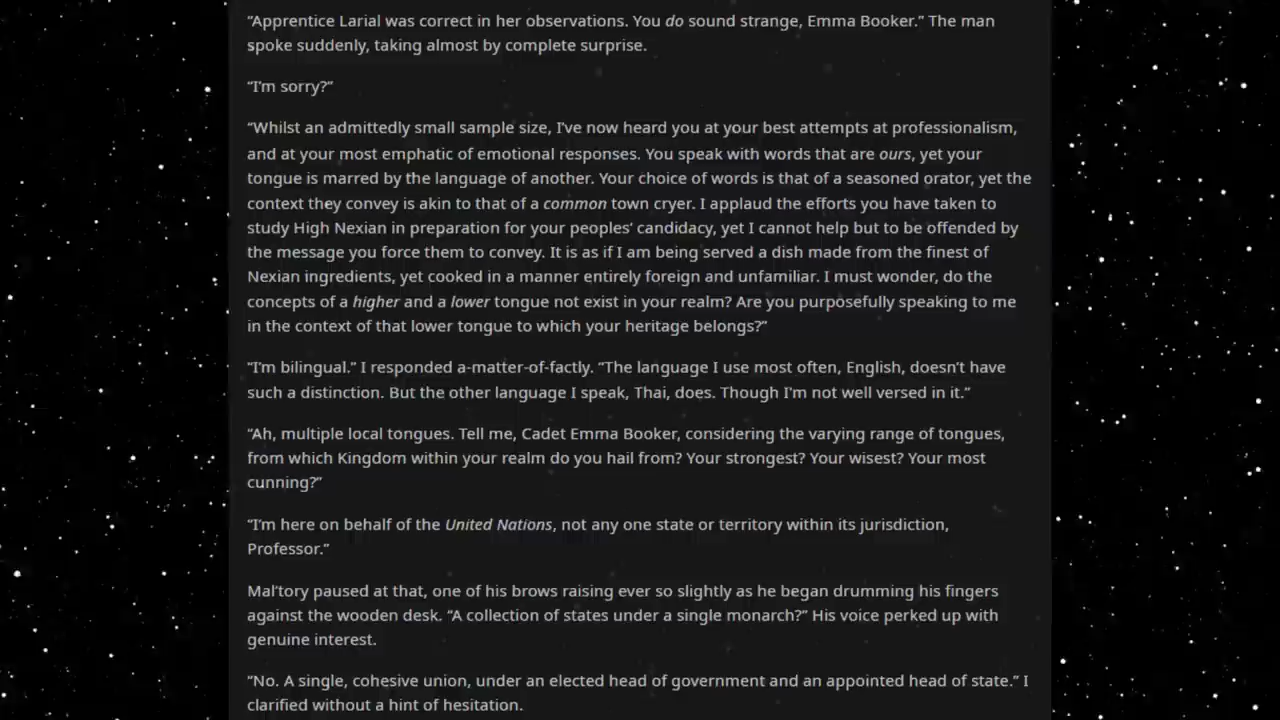 “Apprentice Larial was correct in her observations. You do sound strange, Emma Booker.” The man
spoke suddenly, taking almost by complete surprise.
“I’m sorry?”
“Whilst an admittedly small sample size, I’ve now heard you at your best attempts at professionalism,
and at your most emphatic of emotional responses. You speak with words that are ours, yet your
tongue is marred by the language of another. Your choice of words is that of a seasoned orator, yet the
context they convey is akin to that of a common town cryer. I applaud the efforts you have taken to
study High Nexian in preparation for your peoples’ candidacy, yet I cannot help but to be offended by
the message you force them to convey. It is as if I am being served a dish made from the finest of
Nexian ingredients, yet cooked in a manner entirely foreign and unfamiliar. I must wonder, do the
concepts of a higher and a lower tongue not exist in your realm? Are you purposefully speaking to me
in the context of that lower tongue to which your heritage belongs?”
“I’m bilingual.” I responded a-matter-of-factly. “The language I use most often, English, doesn’t have
such a distinction. But the other language I speak, Thai, does. Though I’m not well versed in it.”
“Ah, multiple local tongues. Tell me, Cadet Emma Booker, considering the varying range of tongues,
from which Kingdom within your realm do you hail from? Your strongest? Your wisest? Your most
cunning?”
“I’m here on behalf of the United Nations, not any one state or territory within its jurisdiction,
Professor.”
Mal’tory paused at that, one of his brows raising ever so slightly as he began drumming his fingers
against the wooden desk. “A collection of states under a single monarch?” His voice perked up with
genuine interest.
“No. A single, cohesive union, under an elected head of government and an appointed head of state.” I
clarified without a hint of hesitation.